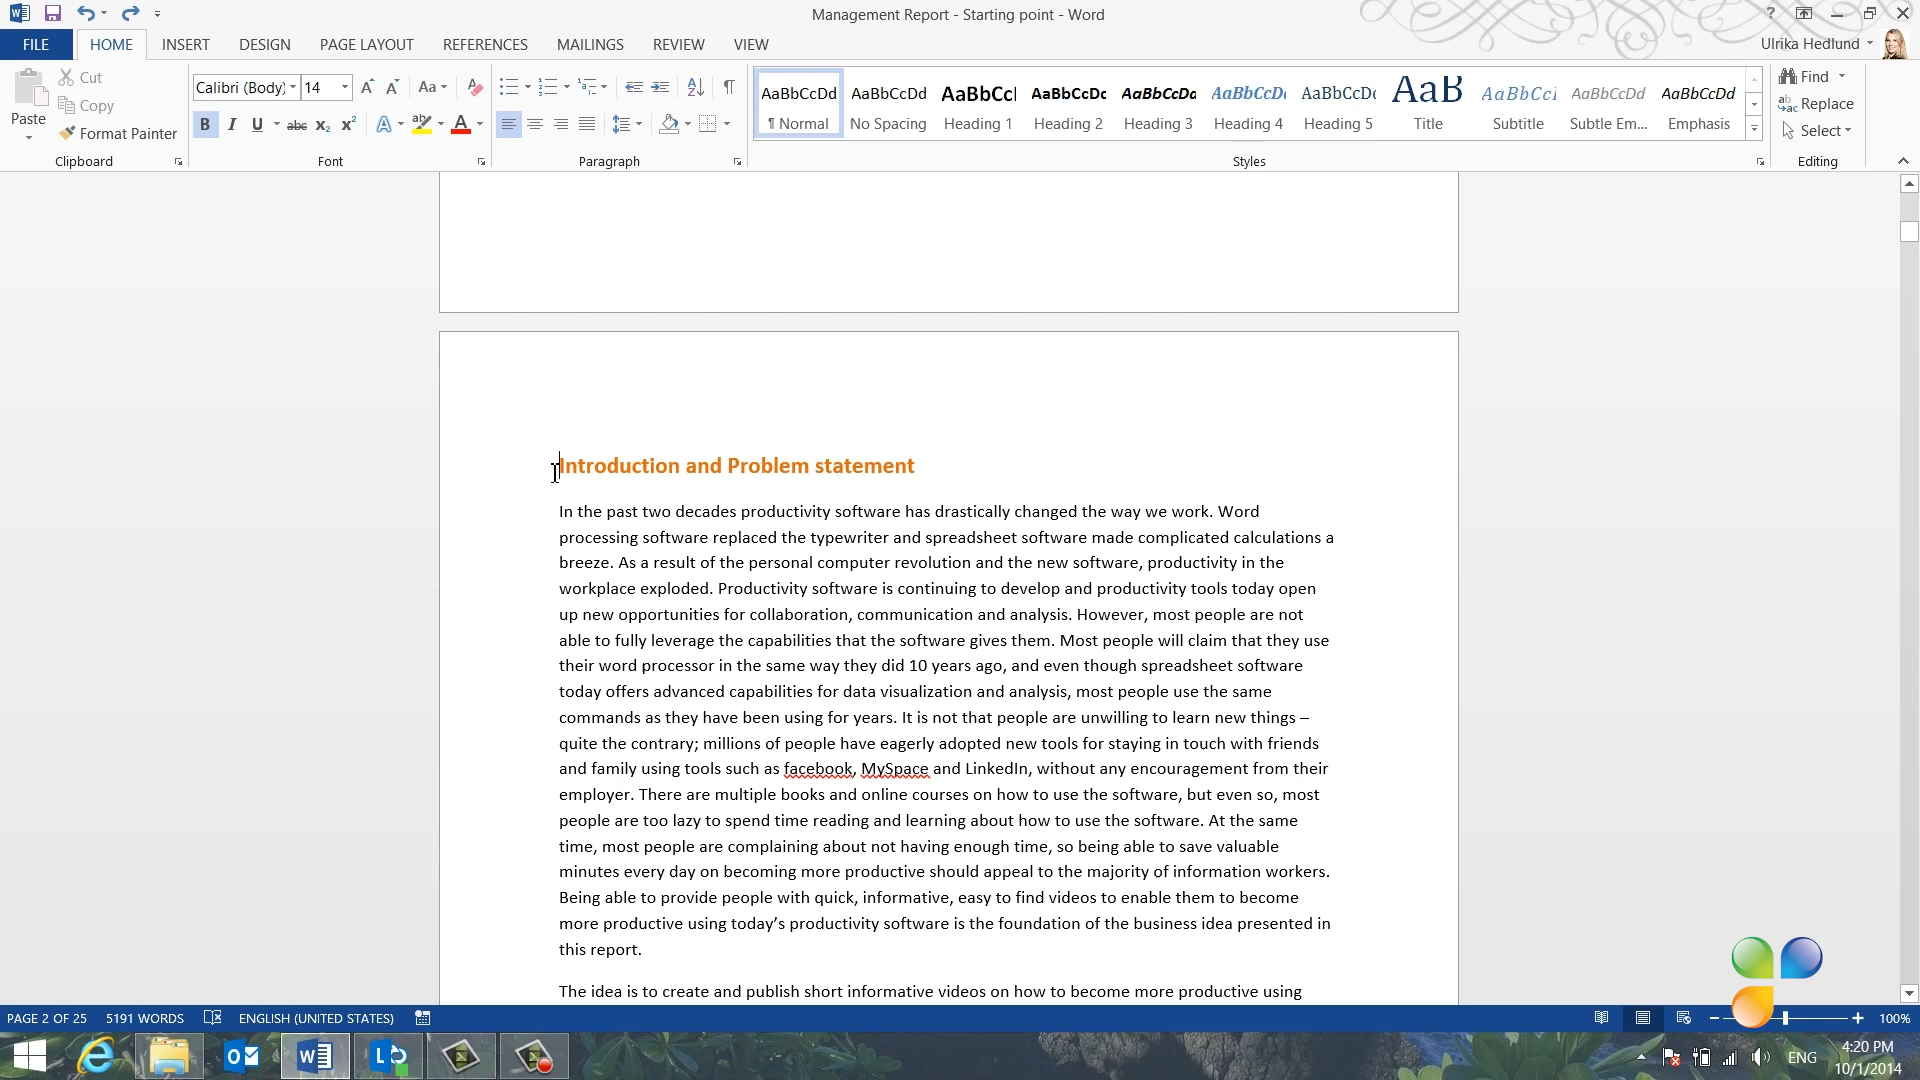 Management Report - Starting point - Word
?
FILE HOME INSERT DESIGN PAGE LAYOUT REFERENCES MAILINGS REVIEW VIEW
Ulrika Hedlund
Paste
Cut
Copy
Format Painter
Clipboard
Calibri (Body)
14
Aa
B I U abc x₂ x² A ab A
Font
Paragraph
AaBbCcDd AaBbCcDd AaBbCcI AaBbCcDc AaBbCcDa AaBbCcDi AaBbCcDc AaB AaBbCcI AaBbCcDd AaBbCcDd
¶ Normal No Spacing Heading 1 Heading 2 Heading 3 Heading 4 Heading 5 Title Subtitle Subtle Em... Emphasis
Styles
Find
Replace
Select
Editing
Introduction and Problem statement
In the past two decades productivity software has drastically changed the way we work. Word
processing software replaced the typewriter and spreadsheet software made complicated calculations a
breeze. As a result of the personal computer revolution and the new software, productivity in the
workplace exploded. Productivity software is continuing to develop and productivity tools today open
up new opportunities for collaboration, communication and analysis. However, most people are not
able to fully leverage the capabilities that the software gives them. Most people will claim that they use
their word processor in the same way they did 10 years ago, and even though spreadsheet software
today offers advanced capabilities for data visualization and analysis, most people use the same
commands as they have been using for years. It is not that people are unwilling to learn new things –
quite the contrary; millions of people have eagerly adopted new tools for staying in touch with friends
and family using tools such as facebook, MySpace and LinkedIn, without any encouragement from their
employer. There are multiple books and online courses on how to use the software, but even so, most
people are too lazy to spend time reading and learning about how to use the software. At the same
time, most people are complaining about not having enough time, so being able to save valuable
minutes every day on becoming more productive should appeal to the majority of information workers.
Being able to provide people with quick, informative, easy to find videos to enable them to become
more productive using today’s productivity software is the foundation of the business idea presented in
this report.
The idea is to create and publish short informative videos on how to become more productive using
PAGE 2 OF 25 5191 WORDS ENGLISH (UNITED STATES)
100%
ENG
4:20 PM
10/1/2014